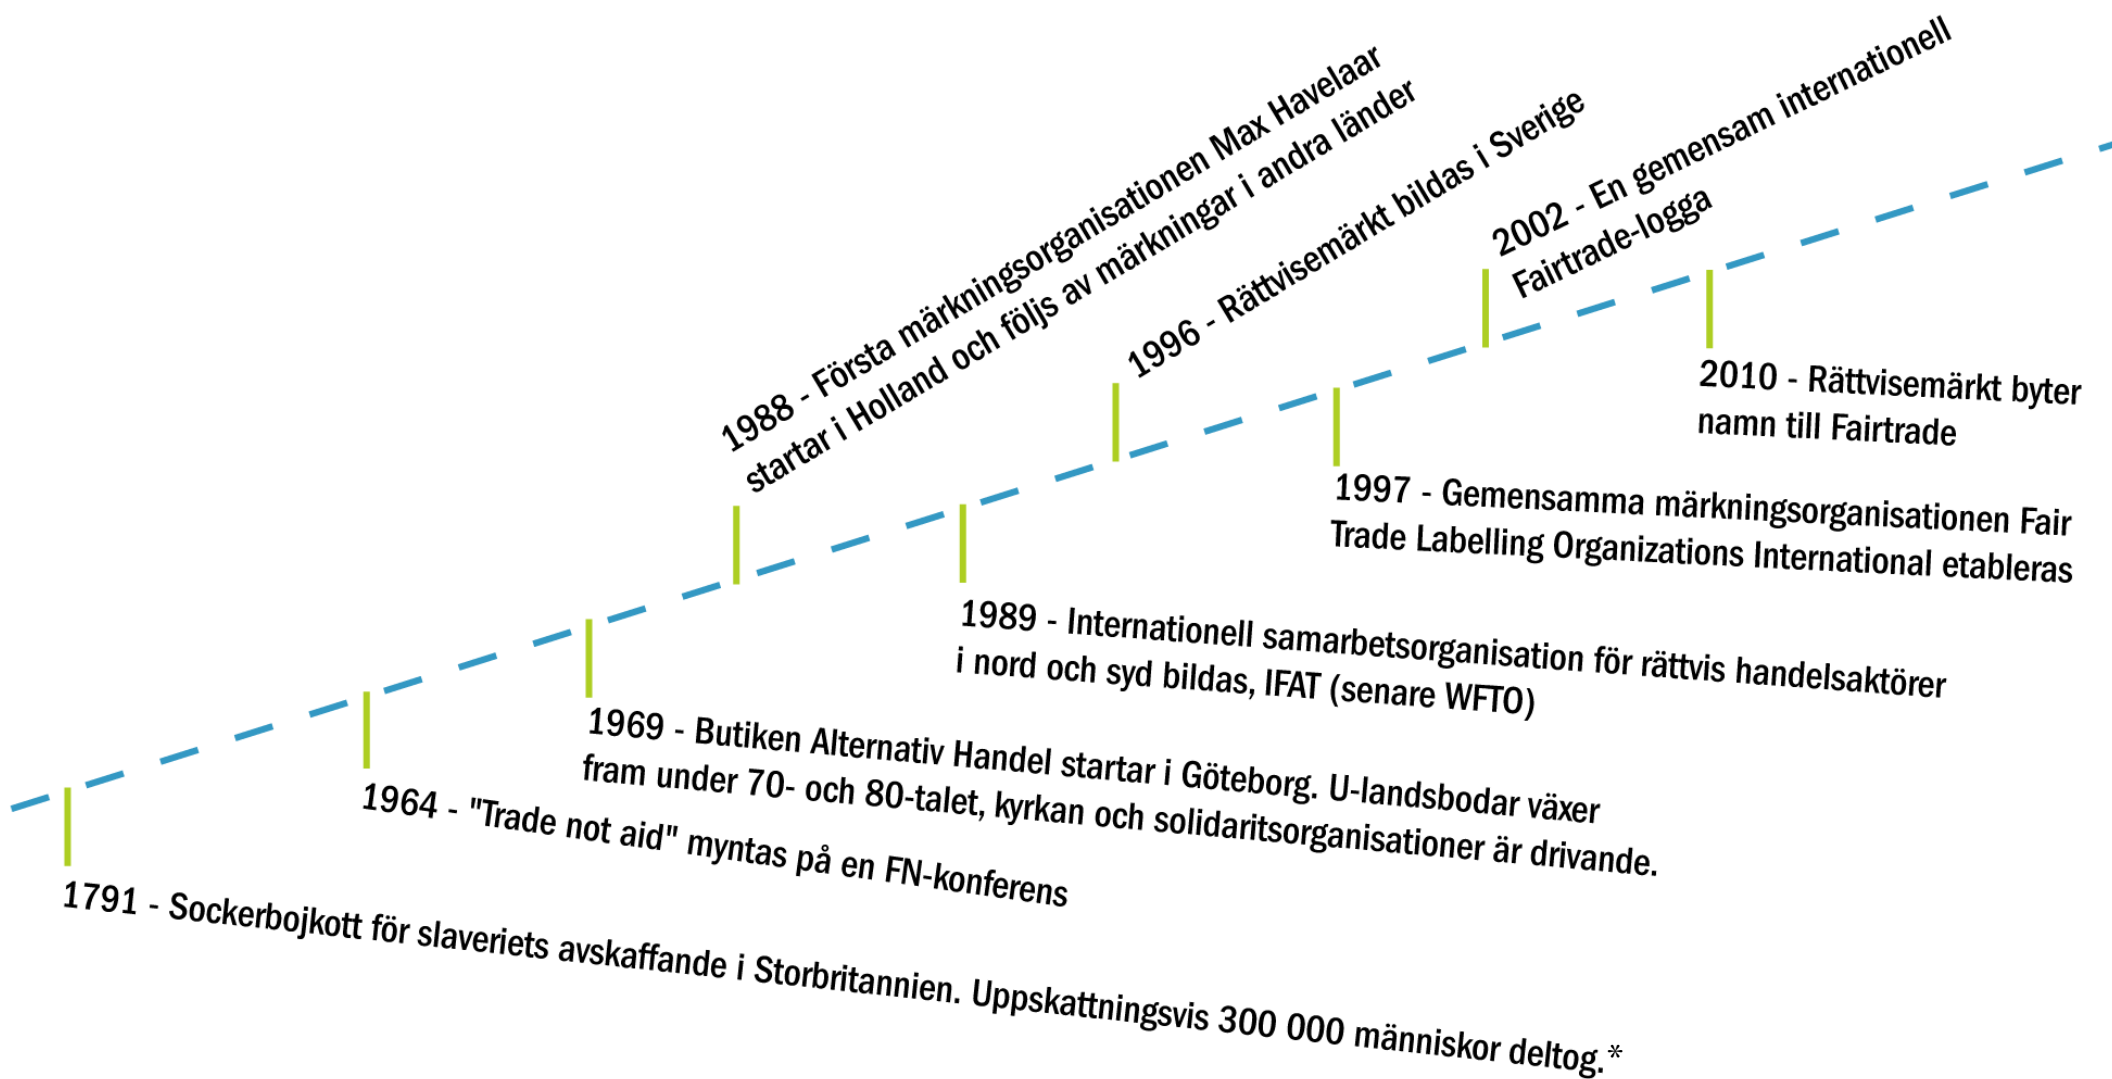 1988 - Första märkningsorganisationen Max Havelaar
startar i Holland och följs av märkningar i andra länder
1996 - Rättvisemärkt bildas i Sverige
2002 - En gemensam internationell
Fairtrade-logga
2010 - Rättvisemärkt byter
namn till Fairtrade
1997 - Gemensamma märkningsorganisationen Fair
Trade Labelling Organizations International etableras
1989 - Internationell samarbetsorganisation för rättvis handelsaktörer
i nord och syd bildas, IFAT (senare WFTO)
1969 - Butiken Alternativ Handel startar i Göteborg. U-landsbodar växer
fram under 70- och 80-talet, kyrkan och solidaritsorganisationer är drivande.
1964 - "Trade not aid" myntas på en FN-konferens
1791 - Sockerbojkott för slaveriets avskaffande i Storbritannien. Uppskattningsvis 300 000 människor deltog.*